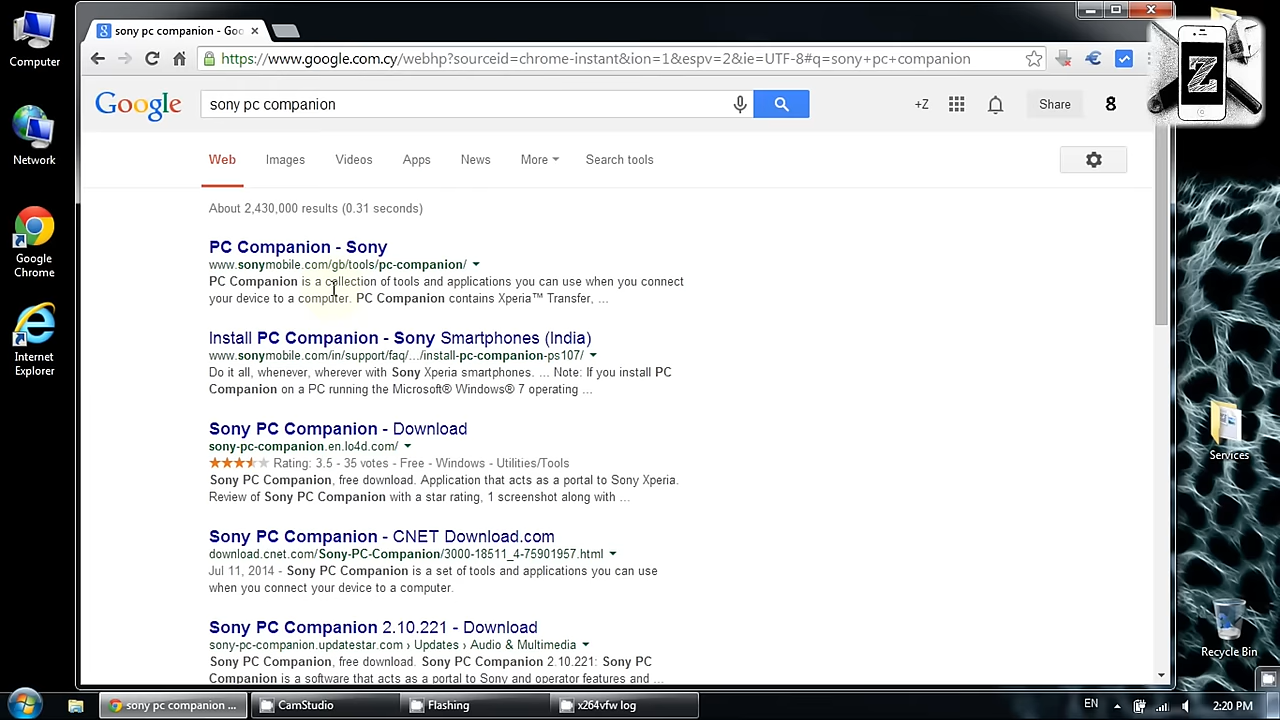 Computer
Network
Google
Chrome
Internet
Explorer
sony pc companion - Goo
https://www.google.com.cy/webhp?sourceid=chrome-instant&ion=1&espv=2&ie=UTF-8#q=sony+pc+companion
Google
sony pc companion
+Z
Share
8
Z
Web
Images
Videos
Apps
News
More
Search tools
About 2,430,000 results (0.31 seconds)
PC Companion - Sony
www.sonymobile.com/gb/tools/pc-companion/
PC Companion is a collection of tools and applications you can use when you connect
your device to a computer. PC Companion contains Xperia™ Transfer, ...
Install PC Companion - Sony Smartphones (India)
www.sonymobile.com/in/support/faq/.../install-pc-companion-ps107/
Do it all, whenever, wherever with Sony Xperia smartphones. ... Note: If you install PC
Companion on a PC running the Microsoft® Windows® 7 operating ...
Sony PC Companion - Download
sony-pc-companion.en.lo4d.com/
Rating: 3.5 - 35 votes - Free - Windows - Utilities/Tools
Sony PC Companion, free download. Application that acts as a portal to Sony Xperia.
Review of Sony PC Companion with a star rating, 1 screenshot along with ...
Sony PC Companion - CNET Download.com
download.cnet.com/Sony-PC-Companion/3000-18511_4-75901957.html
Jul 11, 2014 - Sony PC Companion is a set of tools and applications you can use
when you connect your device to a computer.
Sony PC Companion 2.10.221 - Download
sony-pc-companion.updatestar.com › Updates › Audio & Multimedia
Sony PC Companion, free download. Sony PC Companion 2.10.221: Sony PC
Companion is a software that acts as a portal to Sony and operator features and ...
Services
Recycle Bin
sony pc companion ...
CamStudio
Flashing
x264vfw log
EN
2:20 PM